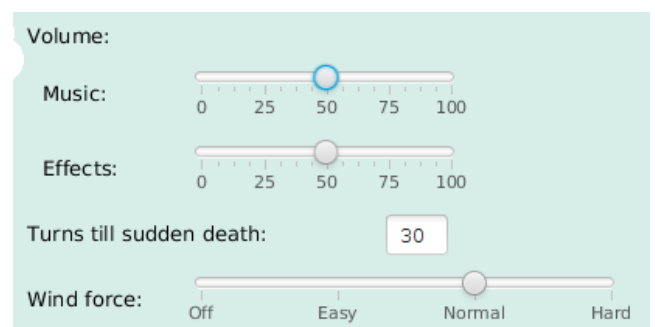 Volume:
Music:
0 25 50 75 100
Effects:
0 25 50 75 100
Turns till sudden death: 30
Wind force:
Off Easy Normal Hard